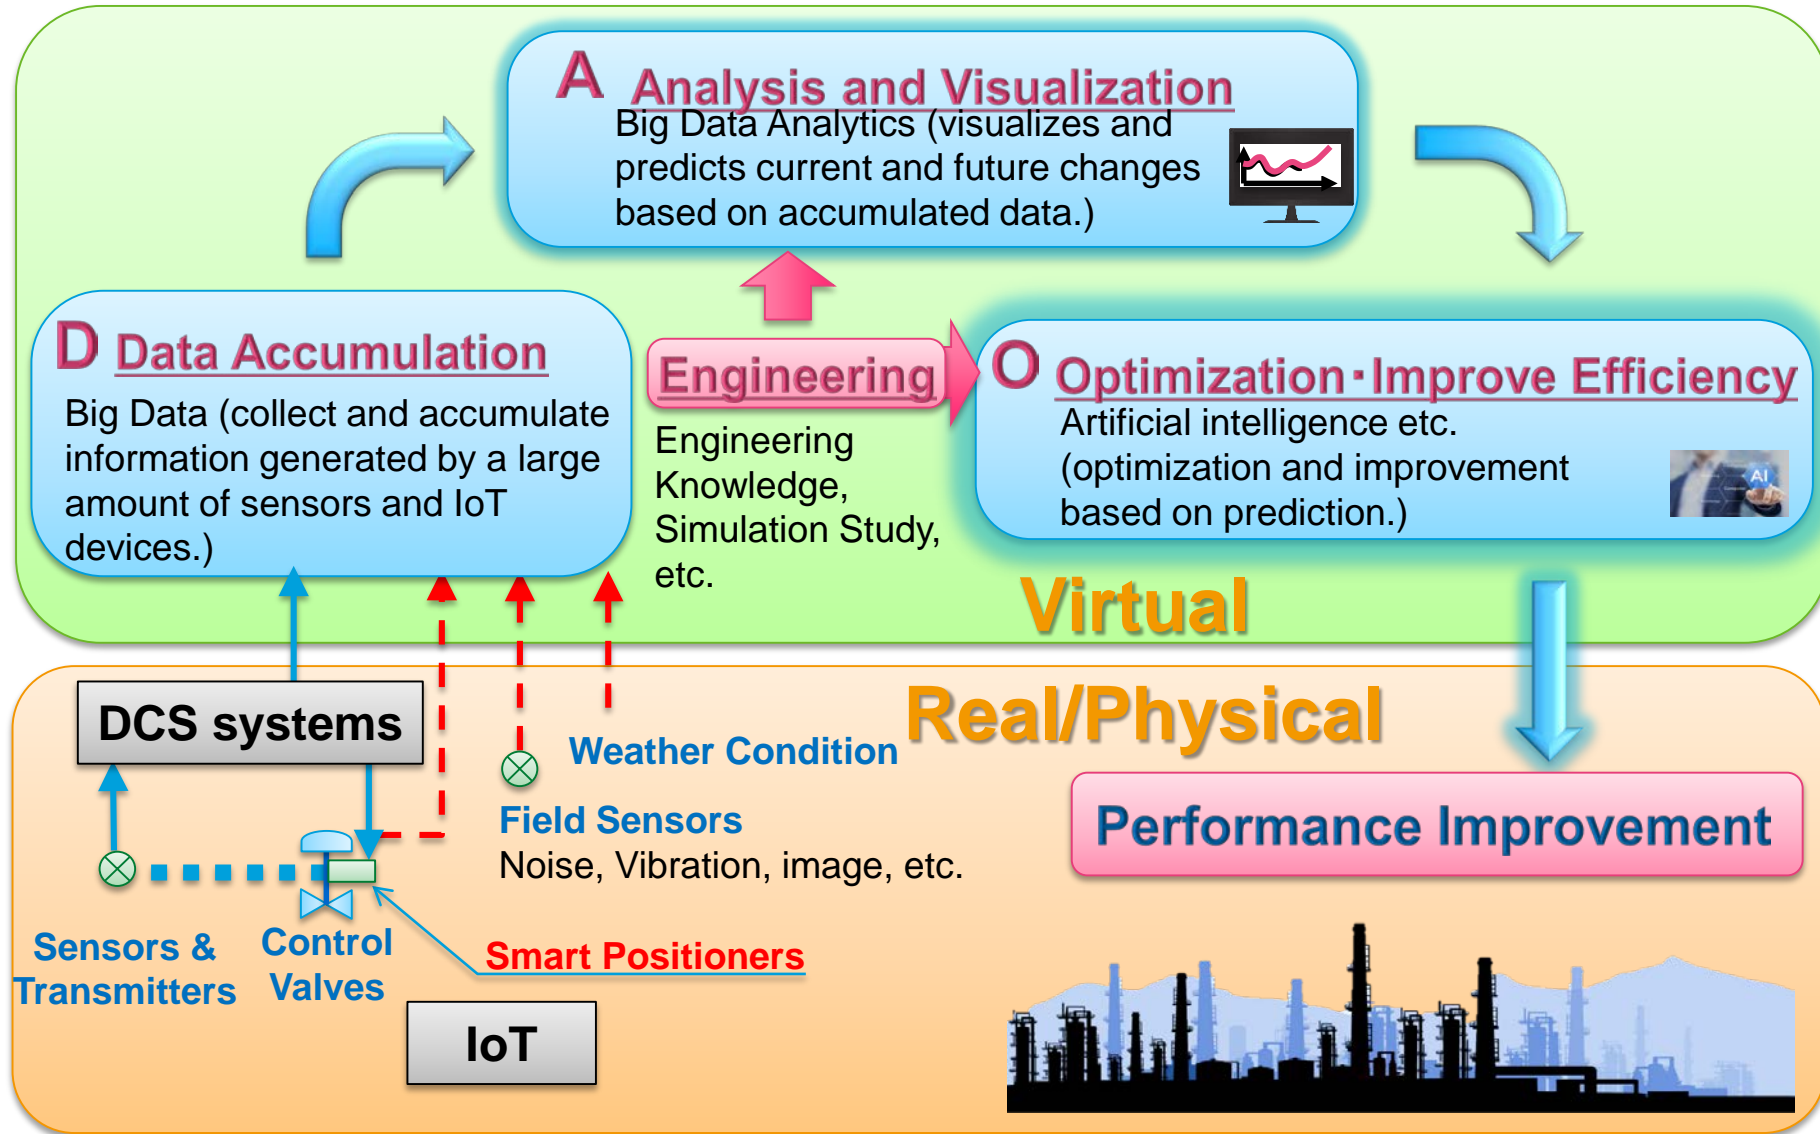 A Analysis and Visualization
Big Data Analytics (visualizes and
predicts current and future changes
based on accumulated data.)
D Data Accumulation
Big Data (collect and accumulate
information generated by a large
amount of sensors and IoT
devices.)
Engineering
Engineering
Knowledge,
Simulation Study,
etc.
O Optimization・Improve Efficiency
Artificial intelligence etc.
(optimization and improvement
based on prediction.)
AI
Virtual
Real/Physical
DCS systems
Weather Condition
Field Sensors
Noise, Vibration, image, etc.
Performance Improvement
Sensors &
Transmitters
Control
Valves
Smart Positioners
IoT